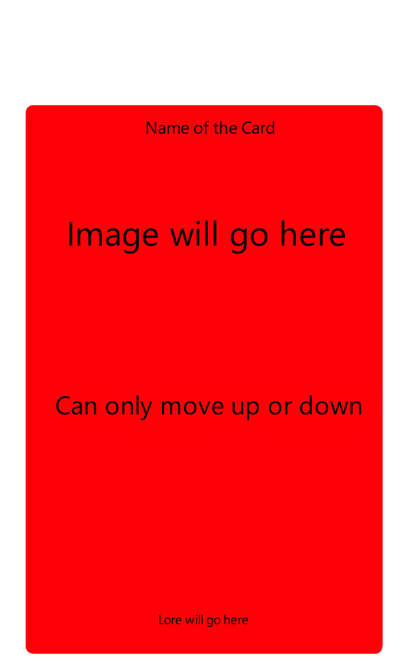 Name of the Card
Image will go here
Can only move up or down
Lore will go here